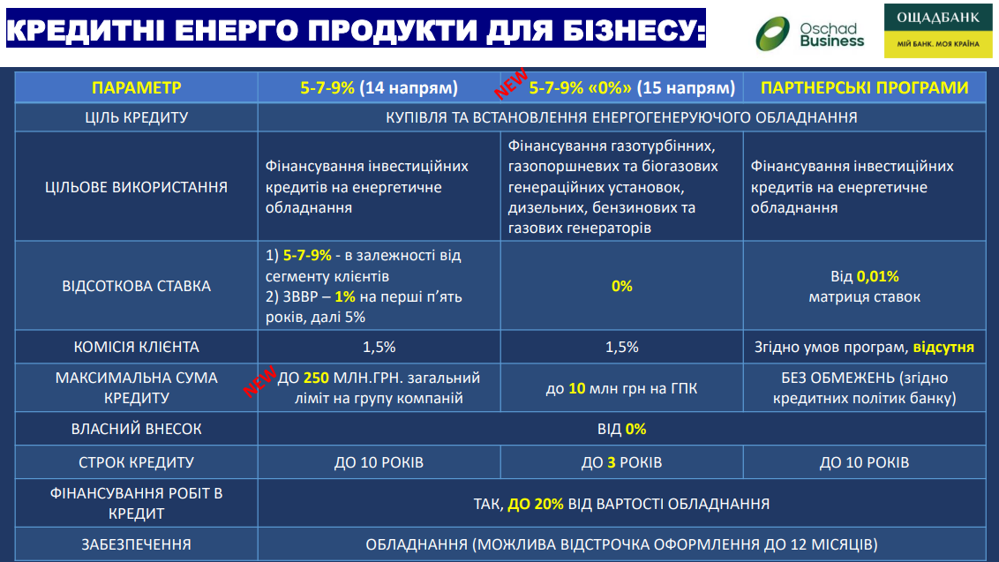 КРЕДИТНІ ЕНЕРГО ПРОДУКТИ ДЛЯ БІЗНЕСУ:
Oschad
Business
ОЩАДБАНК
МІЙ БАНК. МОЯ КРАЇНА
ПАРАМЕТР
5-7-9% (14 напрям)
NEW
5-7-9% «0%» (15 напрям)
ПАРТНЕРСЬКІ ПРОГРАМИ
ЦІЛЬ КРЕДИТУ
КУПІВЛЯ ТА ВСТАНОВЛЕННЯ ЕНЕРГОГЕНЕРУЮЧОГО ОБЛАДНАННЯ
ЦІЛЬОВЕ ВИКОРИСТАННЯ
Фінансування інвестиційних
кредитів на енергетичне
обладнання
Фінансування газотурбінних,
газопоршневих та біогазових
генераційних установок,
дизельних, бензинових та
газових генераторів
Фінансування інвестиційних
кредитів на енергетичне
обладнання
ВІДСОТКОВА СТАВКА
1) 5-7-9% - в залежності від
сегменту клієнтів
2) ЗВВР – 1% на перші п’ять
років, далі 5%
0%
Від 0,01%
матриця ставок
КОМІСІЯ КЛІЄНТА
1,5%
1,5%
Згідно умов програм, відсутня
МАКСИМАЛЬНА СУМА
КРЕДИТУ
NEW
ДО 250 МЛН.ГРН. загальний
ліміт на групу компаній
до 10 млн грн на ГПК
БЕЗ ОБМЕЖЕНЬ (згідно
кредитних політик банку)
ВЛАСНИЙ ВНЕСОК
ВІД 0%
СТРОК КРЕДИТУ
ДО 10 РОКІВ
ДО 3 РОКІВ
ДО 10 РОКІВ
ФІНАНСУВАННЯ РОБІТ В
КРЕДИТ
ТАК, ДО 20% ВІД ВАРТОСТІ ОБЛАДНАННЯ
ЗАБЕЗПЕЧЕННЯ
ОБЛАДНАННЯ (МОЖЛИВА ВІДСТРОЧКА ОФОРМЛЕННЯ ДО 12 МІСЯЦІВ)